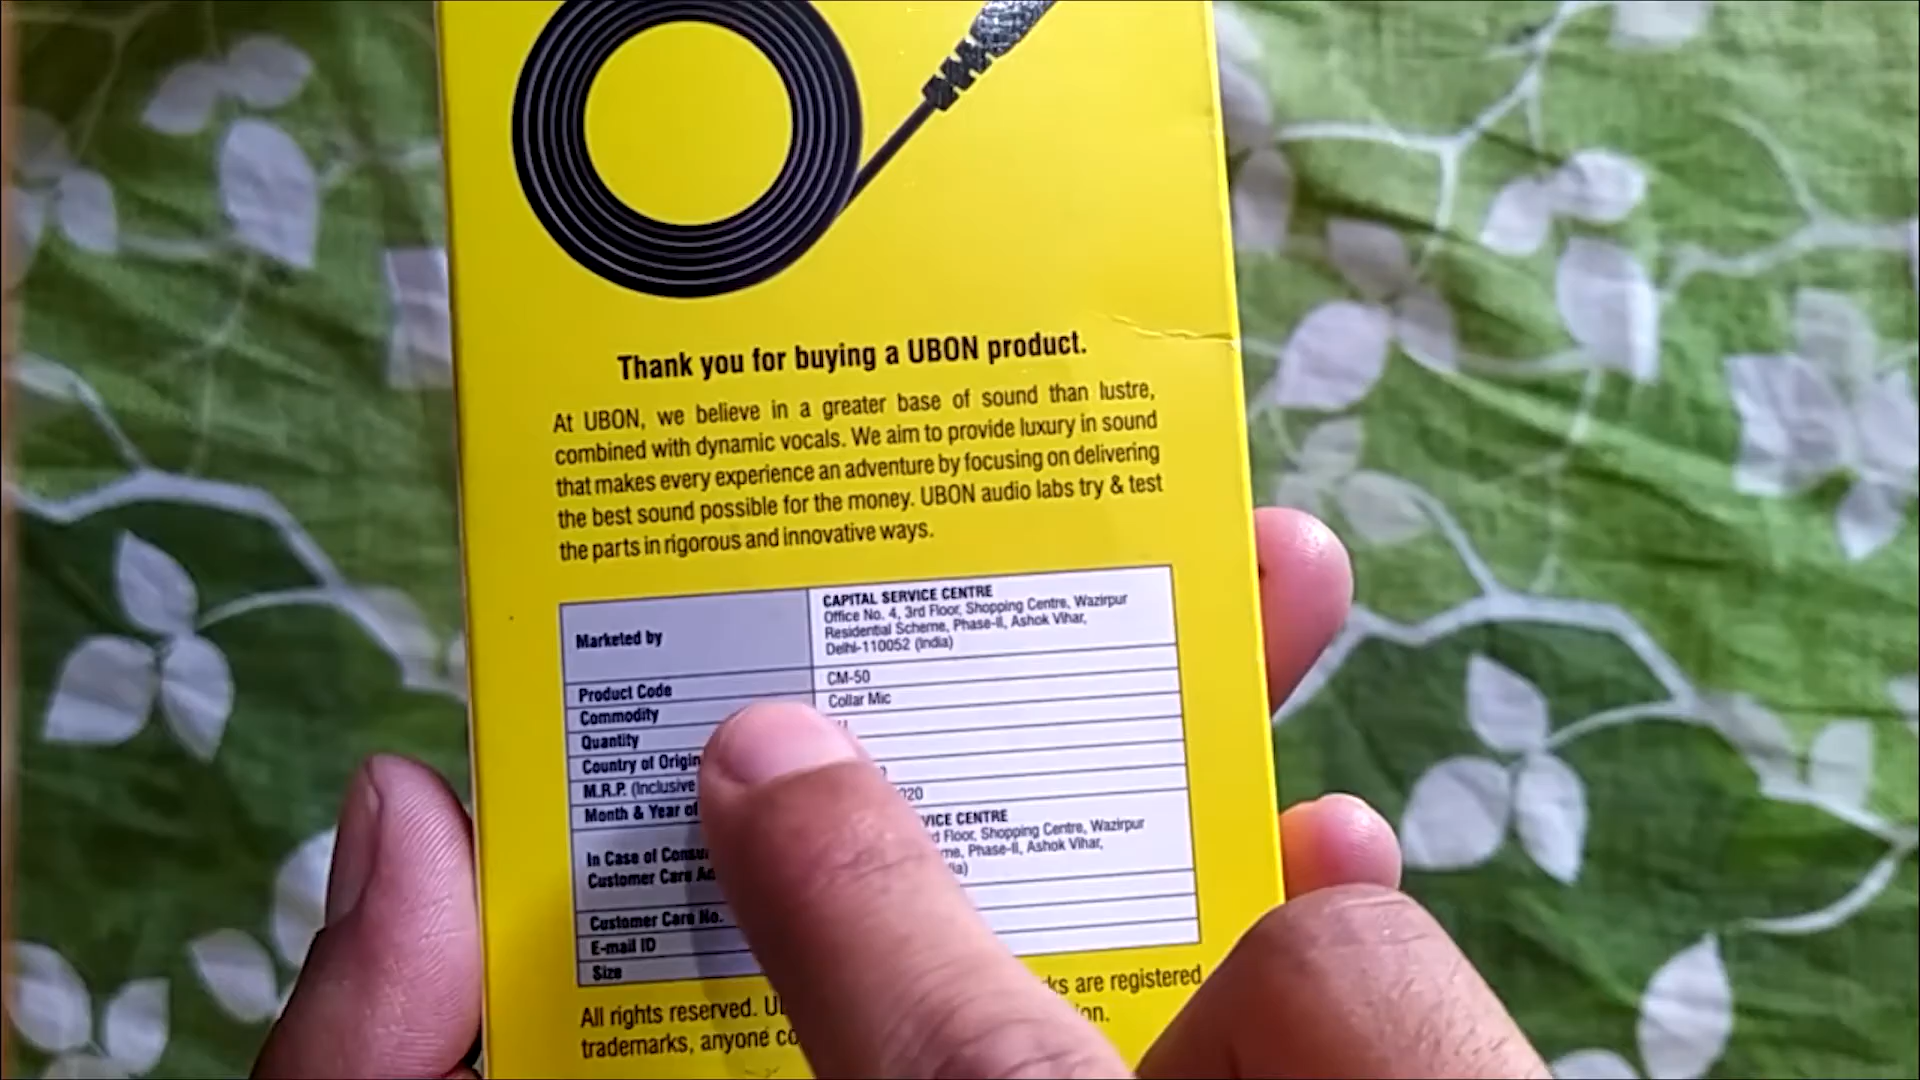 Thank you for buying a UBON product.
At UBON, we believe in a greater base of sound than lustre,
combined with dynamic vocals. We aim to provide luxury in sound
that makes every experience an adventure by focusing on delivering
the best sound possible for the money. UBON audio labs try & test
the parts in rigorous and innovative ways.
Marketed by
CAPITAL SERVICE CENTRE
Office No. 4, 3rd Floor, Shopping Centre, Wazirpur
Residential Scheme, Phase-II, Ashok Vihar,
Delhi-110052 (India)
Product Code CM-50
Commodity Collar Mic
Quantity
Country of Origin
M.R.P. (Inclusive
Month & Year of
In Case of
Customer Care
Floor, Shopping Centre, Wazirpur
Phase-II, Ashok Vihar,
CENTRE
Customer Care No.
E-mail ID
Size
All rights reserved. are registered
trademarks, anyone